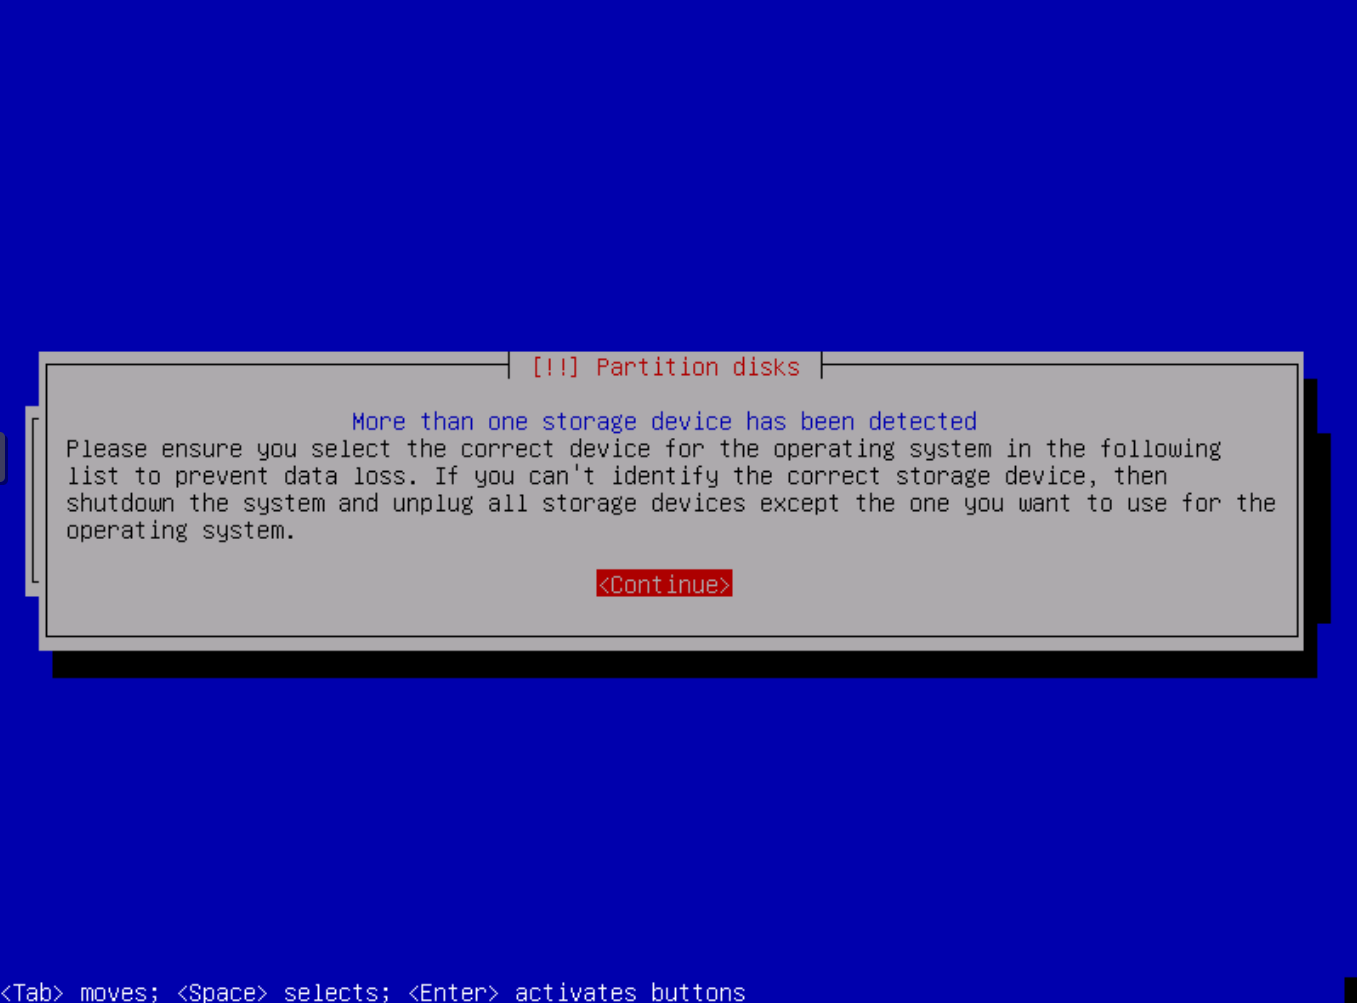 [!!] Partition disks
More than one storage device has been detected
Please ensure you select the correct device for the operating system in the following
list to prevent data loss. If you can't identify the correct storage device, then
shutdown the system and unplug all storage devices except the one you want to use for the
operating system.
<Continue>
<Tab> moves; <Space> selects; <Enter> activates buttons